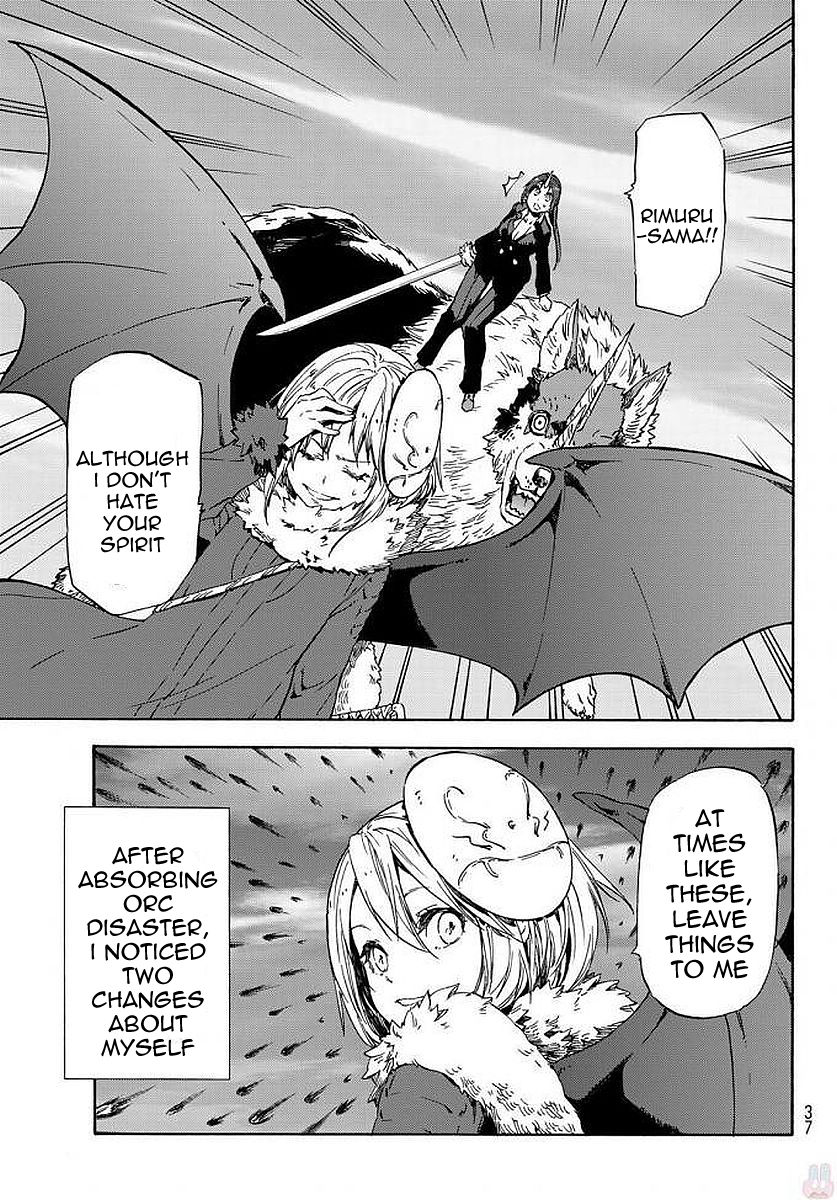 RIMURU
-SAMA!!
ALTHOUGH
I DON'T
HATE
YOUR
SPIRIT
AT
TIMES
LIKE
THESE,
LEAVE
THINGS
TO ME
AFTER
ABSORBING
ORC
DISASTER,
I NOTICED
TWO
CHANGES
ABOUT
MYSELF
37